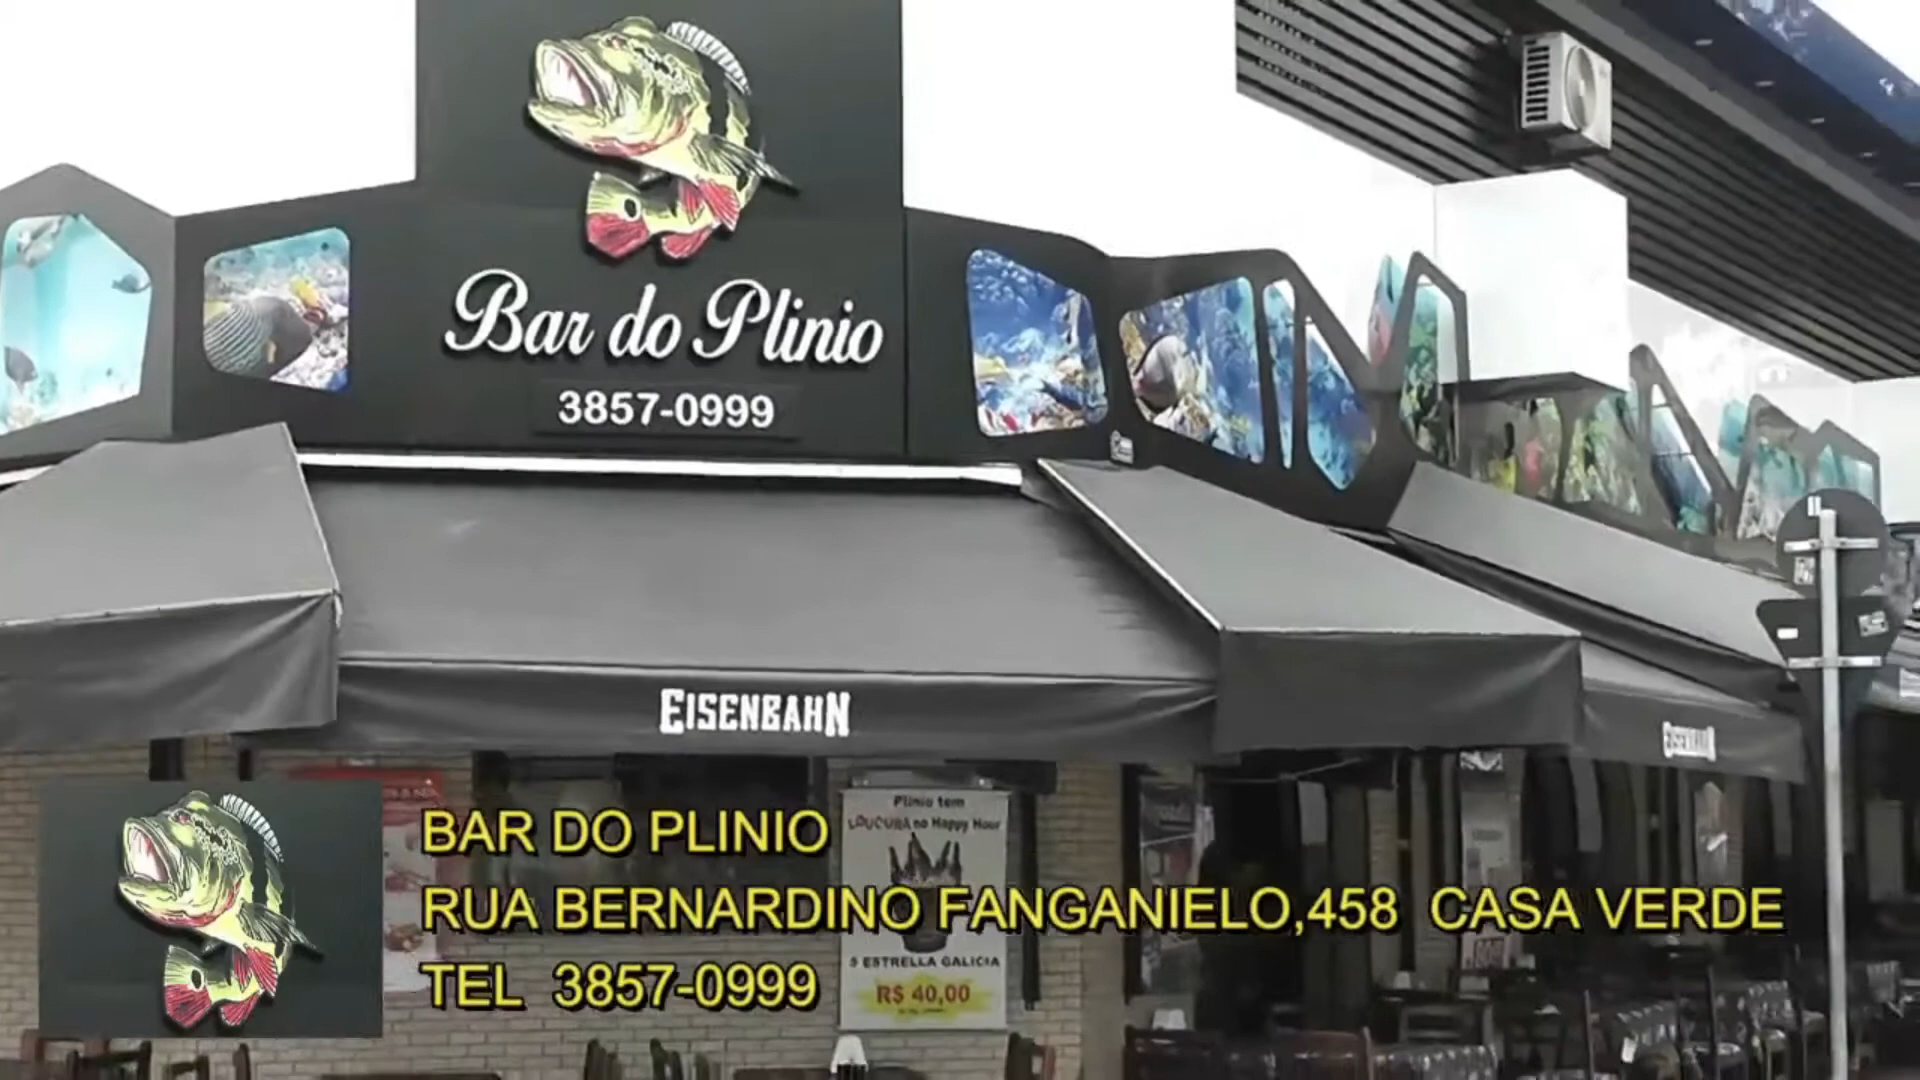 Bar do Plinio
3857-0999
EISENBAHN
EISENBAHN
Plinio tem
LOUCURA no Happy Hour
5 ESTRELLA GALICIA
R$ 40,00
BAR DO PLINIO
RUA BERNARDINO FANGANIELO,458 CASA VERDE
TEL 3857-0999